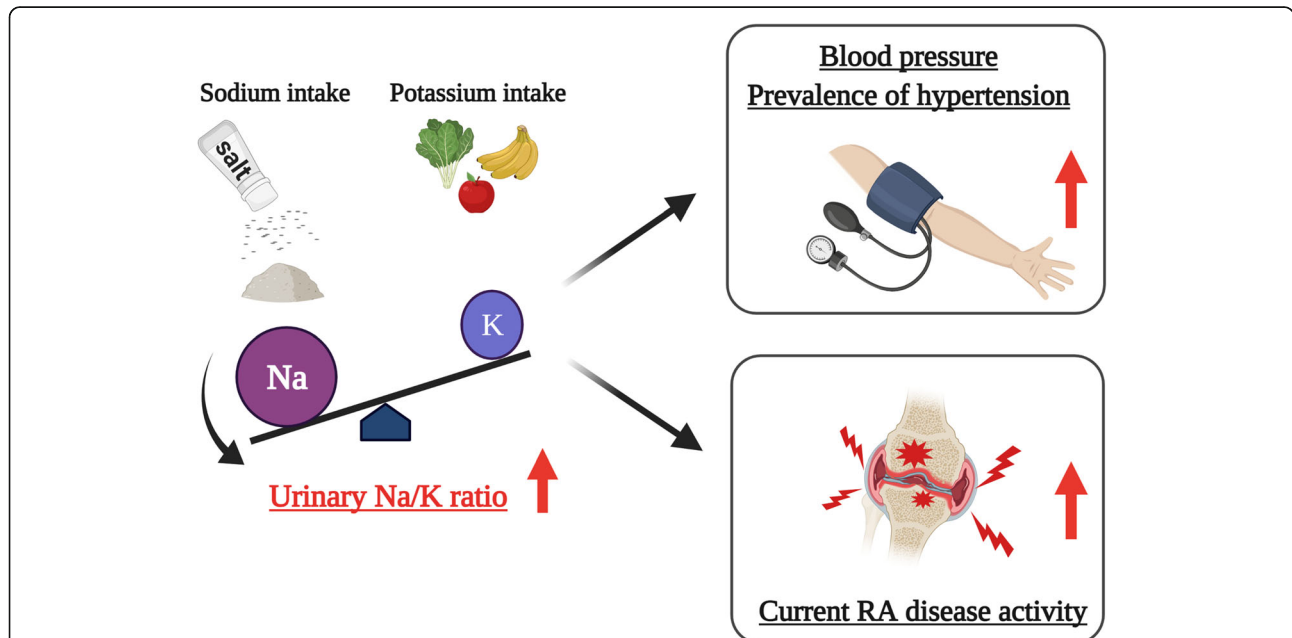 Sodium intake
Potassium intake
salt
Na
K
Urinary Na/K ratio
Blood pressure
Prevalence of hypertension
Current RA disease activity